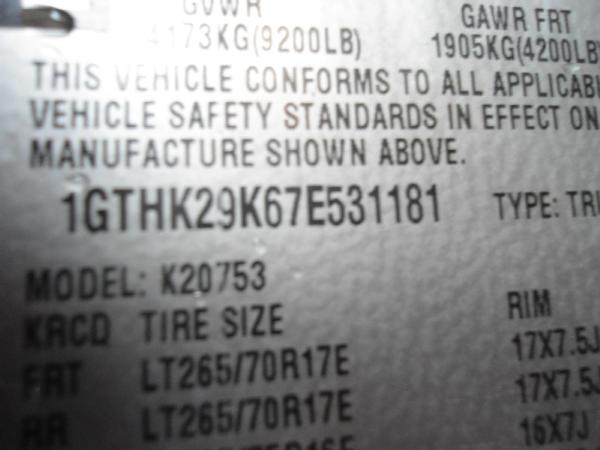 GVWR GAWR FRT
4173KG(9200LB) 1905KG(4200LB
THIS VEHICLE CONFORMS TO ALL APPLICAB
VEHICLE SAFETY STANDARDS IN EFFECT ON
MANUFACTURE SHOWN ABOVE.
1GTHK29K67E531181 TYPE: TR
MODEL: K20753
KRCD TIRE SIZE RIM
FRT LT265/70R17E 17X7.5J
RR LT265/70R17E 17X7.5J
16X7J